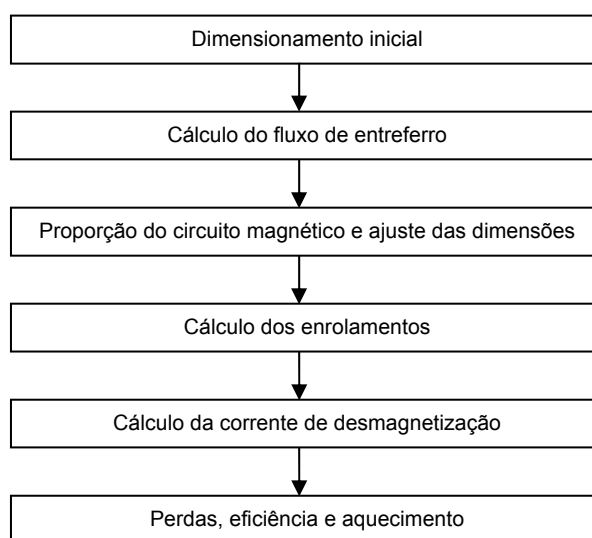 Dimensionamento inicial
Cálculo do fluxo de entreferro
Proporção do circuito magnético e ajuste das dimensões
Cálculo dos enrolamentos
Cálculo da corrente de desmagnetização
Perdas, eficiência e aquecimento